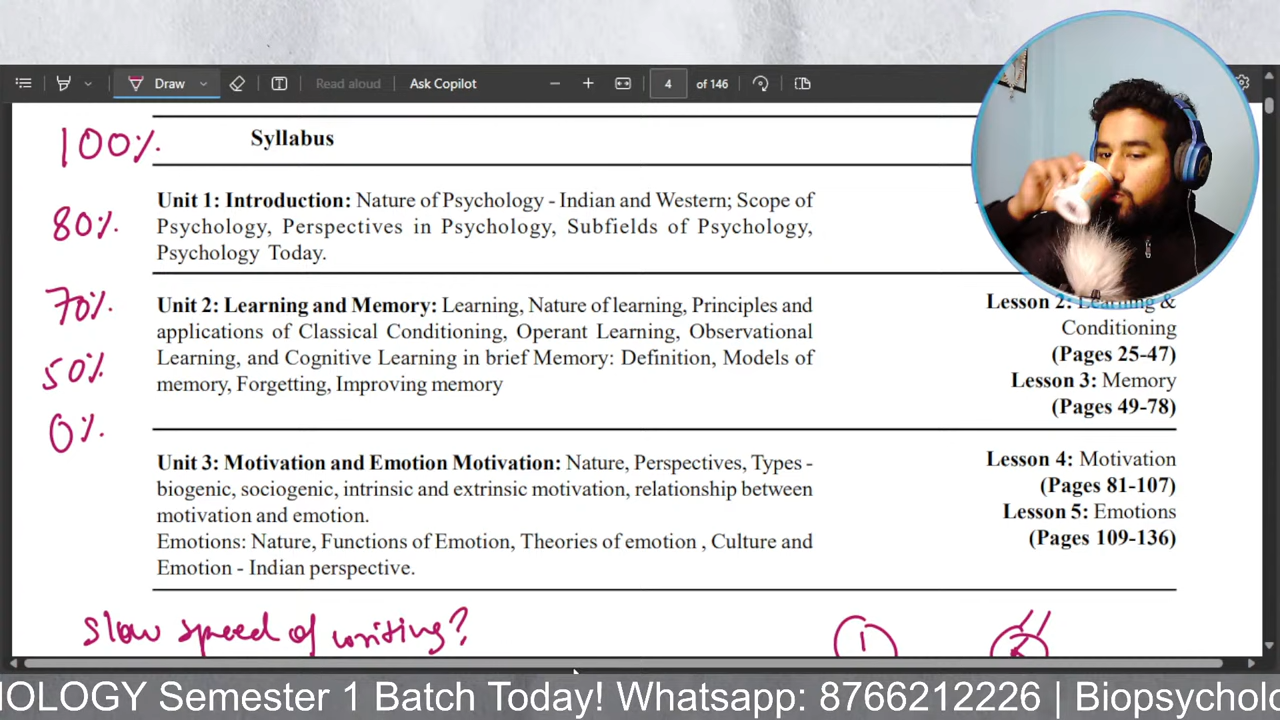 Draw
Read aloud
Ask Copilot
4
of 146
100%
Syllabus
80%
Unit 1: Introduction: Nature of Psychology - Indian and Western; Scope of
Psychology, Perspectives in Psychology, Subfields of Psychology,
Psychology Today.
70%
Unit 2: Learning and Memory: Learning, Nature of learning, Principles and
applications of Classical Conditioning, Operant Learning, Observational
Learning, and Cognitive Learning in brief Memory: Definition, Models of
memory, Forgetting, Improving memory
Lesson 2: Learning &
Conditioning
(Pages 25-47)
Lesson 3: Memory
(Pages 49-78)
50%
0%
Unit 3: Motivation and Emotion Motivation: Nature, Perspectives, Types -
biogenic, sociogenic, intrinsic and extrinsic motivation, relationship between
motivation and emotion.
Emotions: Nature, Functions of Emotion, Theories of emotion , Culture and
Emotion - Indian perspective.
Lesson 4: Motivation
(Pages 81-107)
Lesson 5: Emotions
(Pages 109-136)
slow speed of writing?
1
HOLOGY Semester 1 Batch Today! Whatsapp: 8766212226 | Biopsycholo